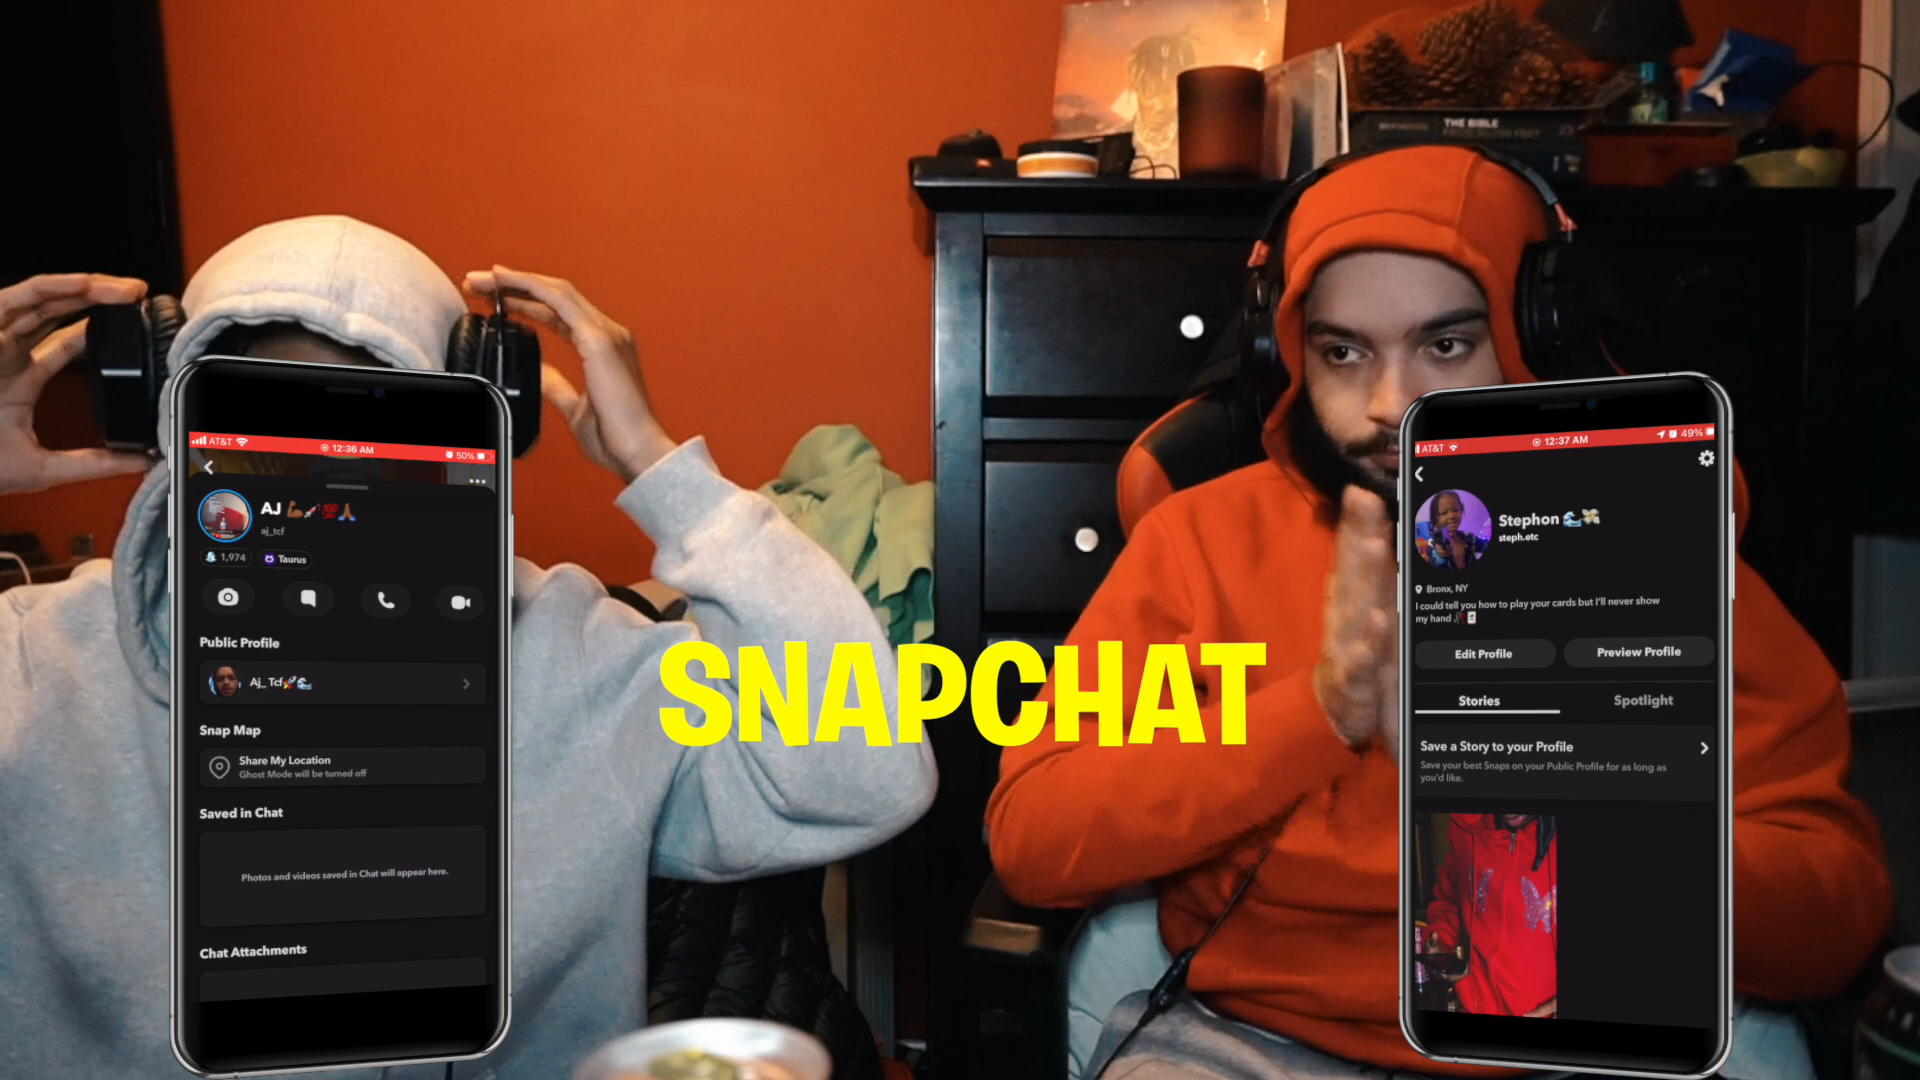 THE BIBLE
AT&T 12:36 AM 50%
AJ 💪🏾🚀💯🙏🏾
aj_tcf
1,974 Taurus
Public Profile
Aj_Tcf🚀🌊
Snap Map
Share My Location
Ghost Mode will be turned off
Saved in Chat
Photos and videos saved in Chat will appear here.
Chat Attachments
SNAPCHAT
AT&T 12:37 AM 49%
Stephon 🌊💸
steph.etc
Bronx, NY
I could tell you how to play your cards but I'll never show
my hand
Edit Profile Preview Profile
Stories Spotlight
Save a Story to your Profile
Save your best Snaps on your Public Profile for as long as
you'd like.